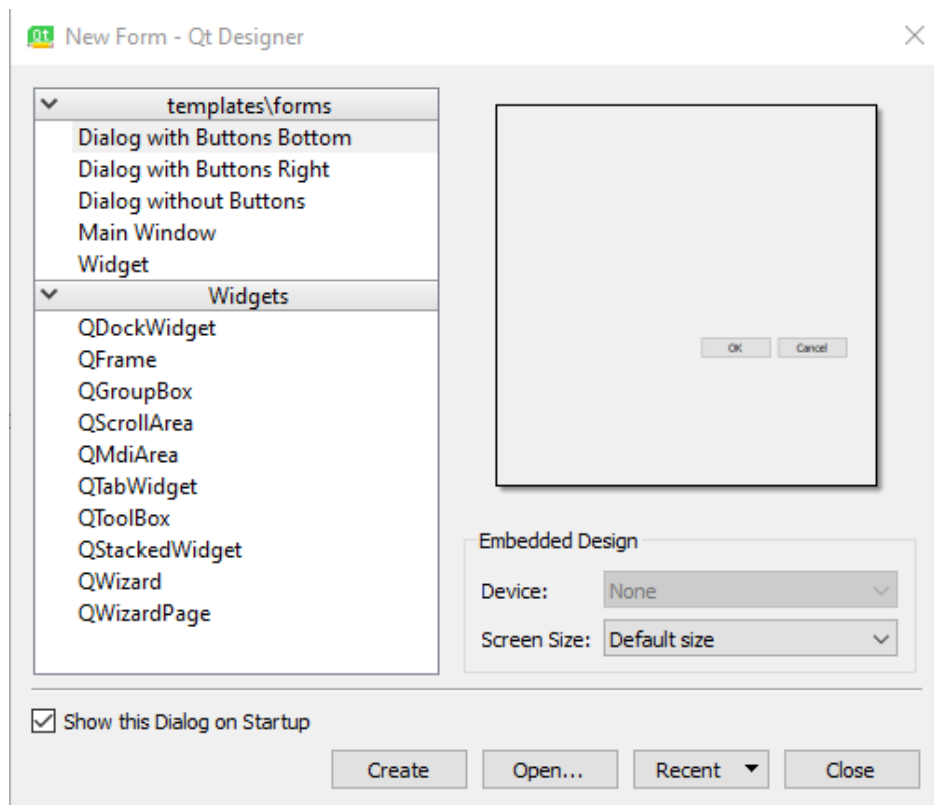 Qt New Form - Qt Designer
templates\forms
Dialog with Buttons Bottom
Dialog with Buttons Right
Dialog without Buttons
Main Window
Widget
Widgets
QDockWidget
QFrame
QGroupBox
QScrollArea
QMdiArea
QTabWidget
QToolBox
QStackedWidget
QWizard
QWizardPage
OK Cancel
Embedded Design
Device: None
Screen Size: Default size
Show this Dialog on Startup
Create Open... Recent Close